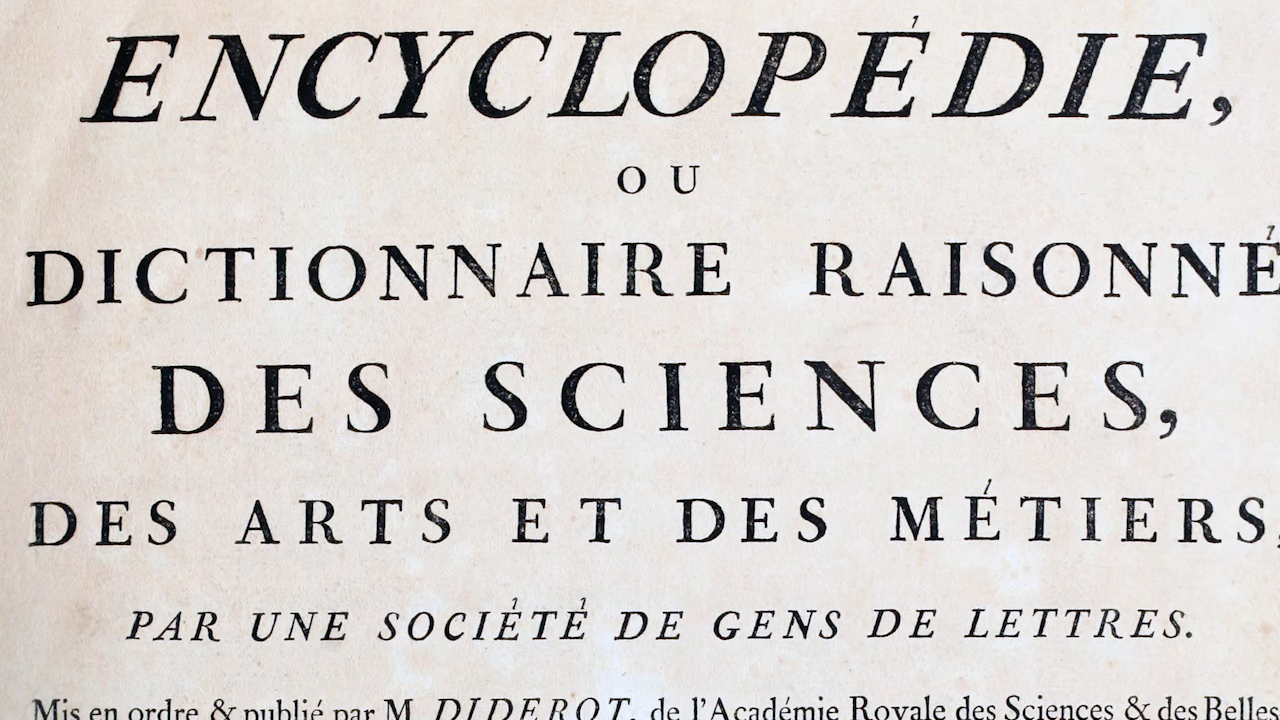 ENCYCLOPÉDIE,
OU
DICTIONNAIRE RAISONNÉ
DES SCIENCES,
DES ARTS ET DES MÉTIERS,
PAR UNE SOCIÉTÉ DE GENS DE LETTRES.
Mis en ordre & publié par M. DIDEROT, de l'Académie Royale des Sciences & des Belles